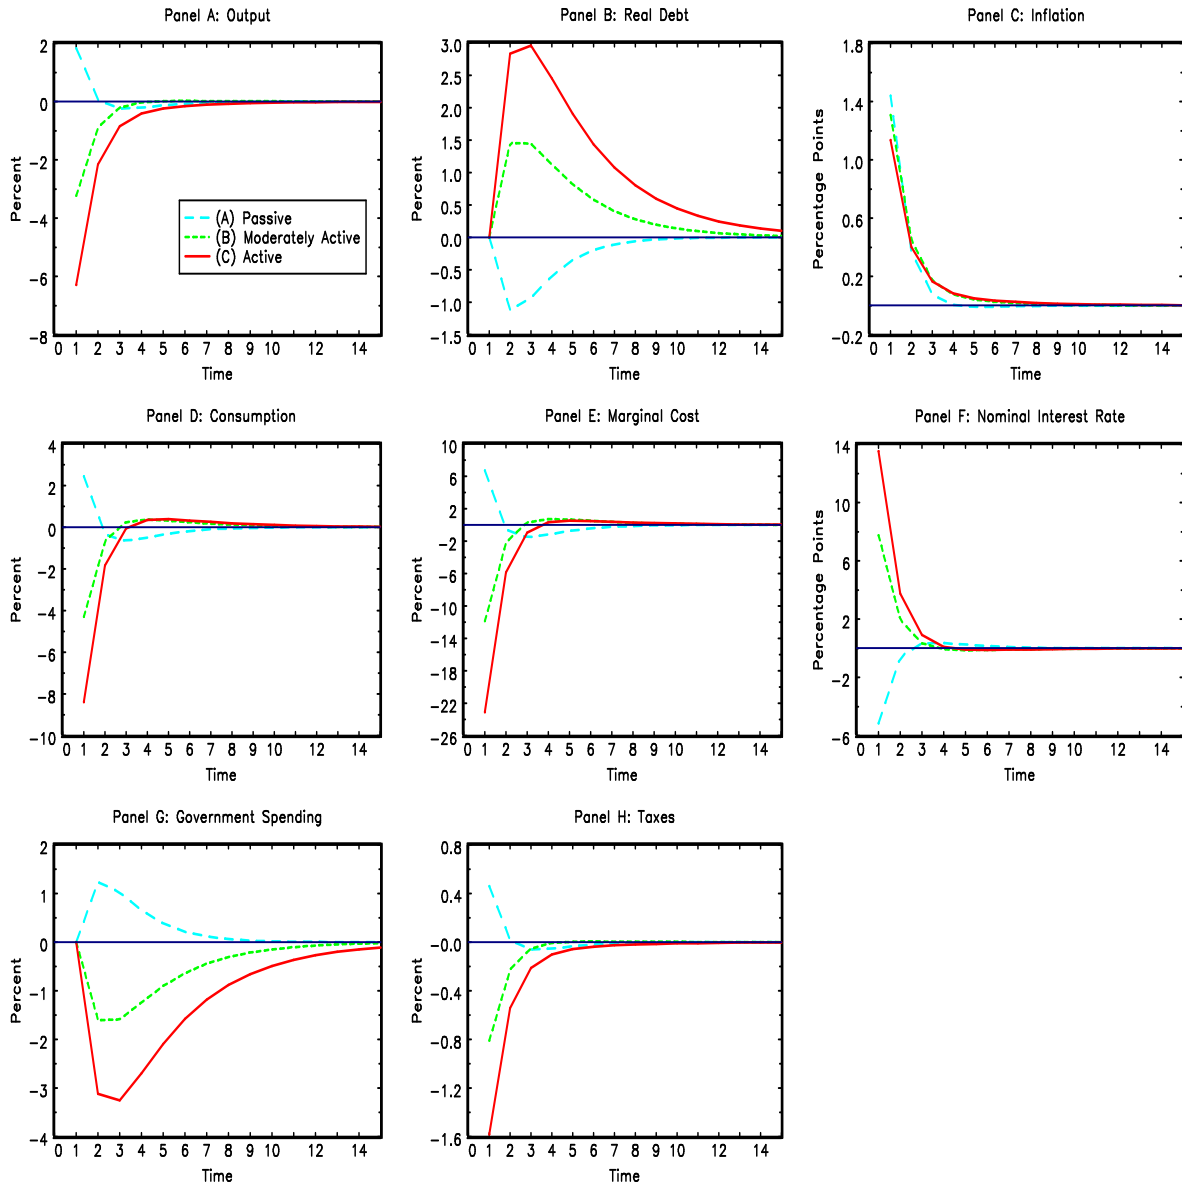 Panel A: Output
Panel B: Real Debt
Panel C: Inflation
Percent
2
0
-2
-4
-6
-8
(A) Passive
(B) Moderately Active
(C) Active
0 1 2 3 4 5 6 7 8 9 10 12 14
Time
Percent
3.0
2.5
2.0
1.5
1.0
0.5
0.0
-0.5
-1.0
-1.5
0 1 2 3 4 5 6 7 8 9 10 12 14
Time
Percentage Points
1.8
1.4
1.0
0.6
0.2
-0.2
0 1 2 3 4 5 6 7 8 9 10 12 14
Time
Panel D: Consumption
Panel E: Marginal Cost
Panel F: Nominal Interest Rate
Percent
4
2
0
-2
-4
-6
-8
-10
0 1 2 3 4 5 6 7 8 9 10 12 14
Time
Percent
10
6
2
-2
-6
-10
-14
-18
-22
-26
0 1 2 3 4 5 6 7 8 9 10 12 14
Time
Percentage Points
14
10
6
2
-2
-6
0 1 2 3 4 5 6 7 8 9 10 12 14
Time
Panel G: Government Spending
Panel H: Taxes
Percent
2
1
0
-1
-2
-3
-4
0 1 2 3 4 5 6 7 8 9 10 12 14
Time
Percent
0.8
0.4
-0.0
-0.4
-0.8
-1.2
-1.6
0 1 2 3 4 5 6 7 8 9 10 12 14
Time